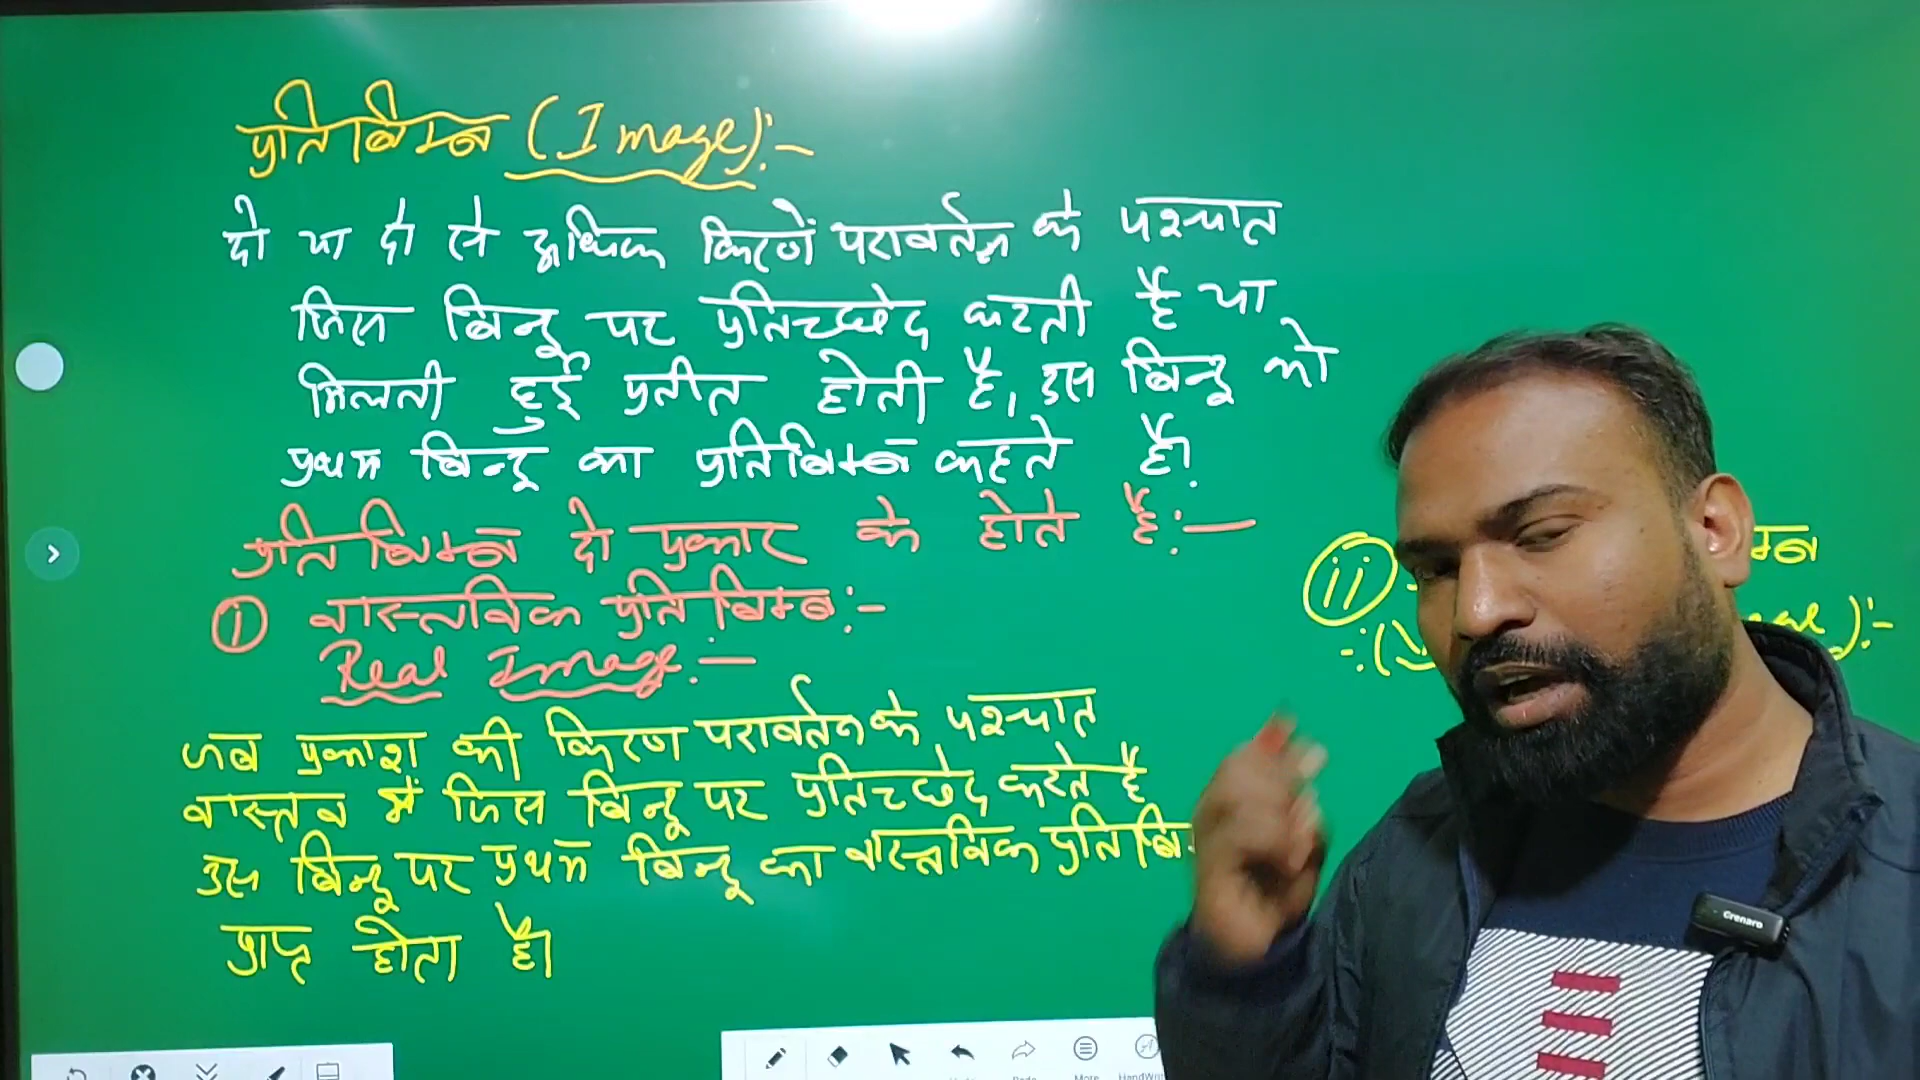 प्रतिबिम्ब (Image):-
दो या दो से अधिक किरणें परावर्तन के पश्चात
जिस बिन्दु पर प्रतिच्छेद करती है या
मिलती हुई प्रतीत होती है, उस बिन्दु को
प्रथम बिन्दु का प्रतिबिम्ब कहते है।
प्रतिबिम्ब दो प्रकार के होते है:-
① वास्तविक प्रतिबिम्ब:-
Real Image:-
जब प्रकाश की किरण परावर्तन के पश्चात
वास्तव में जिस बिन्दु पर प्रतिच्छेद करते है
उस बिन्दु पर प्रथम बिन्दु का वास्तविक प्रतिबि
प्राप्त होता है।
ii
Grenaro
More